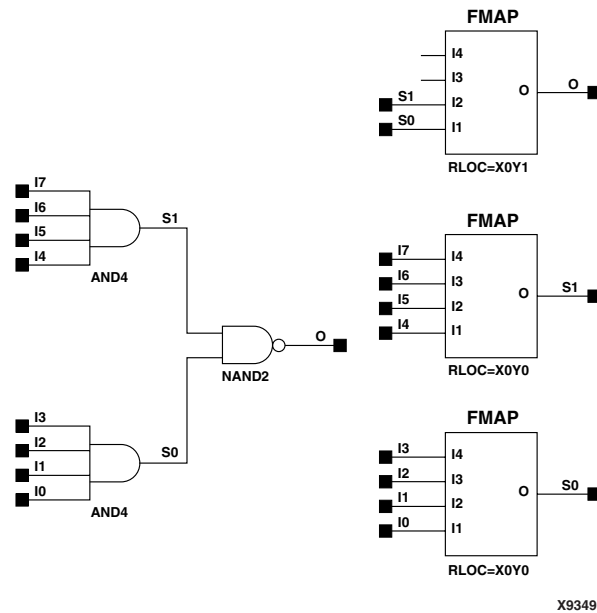 I7
I6
I5
I4
S1
AND4
I3
I2
I1
I0
S0
AND4
O
NAND2
FMAP
I4
I3
S1 I2
S0 I1
O O
RLOC=X0Y1
FMAP
I7 I4
I6 I3
I5 I2
I4 I1
O S1
RLOC=X0Y0
FMAP
I3 I4
I2 I3
I1 I2
I0 I1
O S0
RLOC=X0Y0
X9349